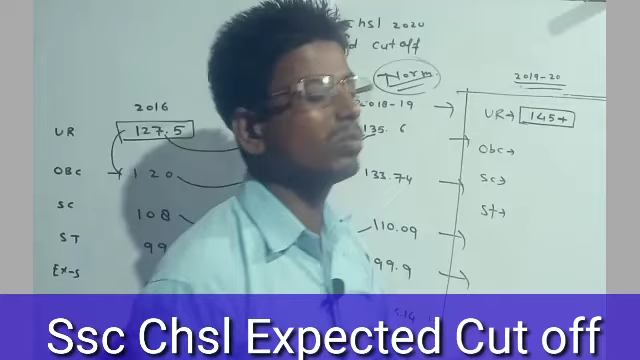 chsl 2020
cut off
Norm.
2019-20
2016
2018-19
UR 127.5 135.6 UR→ 145+
OBC 120 133.74 Obc→
SC 108 110.09 Sc→
ST 99 99.9 St→
Ex-S
Ssc Chsl Expected Cut off